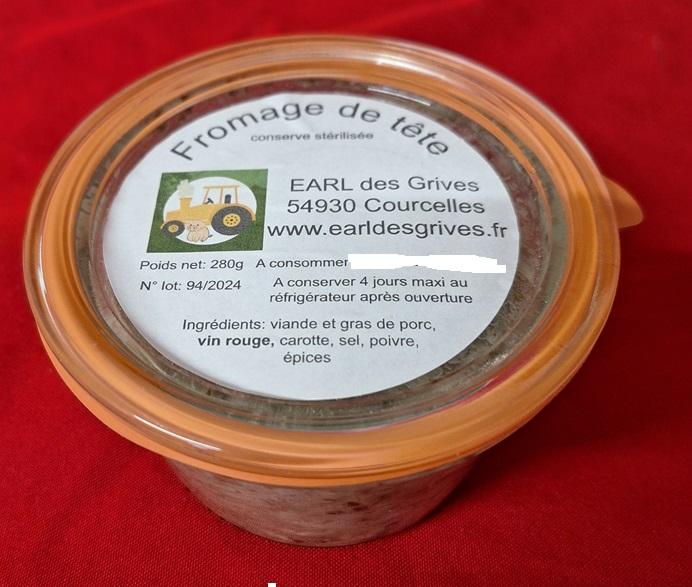 Fromage de tête
conserve stérilisée
EARL des Grives
54930 Courcelles
www.earldesgrives.fr
Poids net: 280g A consommer
N° lot: 94/2024
A conserver 4 jours maxi au
réfrigérateur après ouverture
Ingrédients: viande et gras de porc,
vin rouge, carotte, sel, poivre,
épices